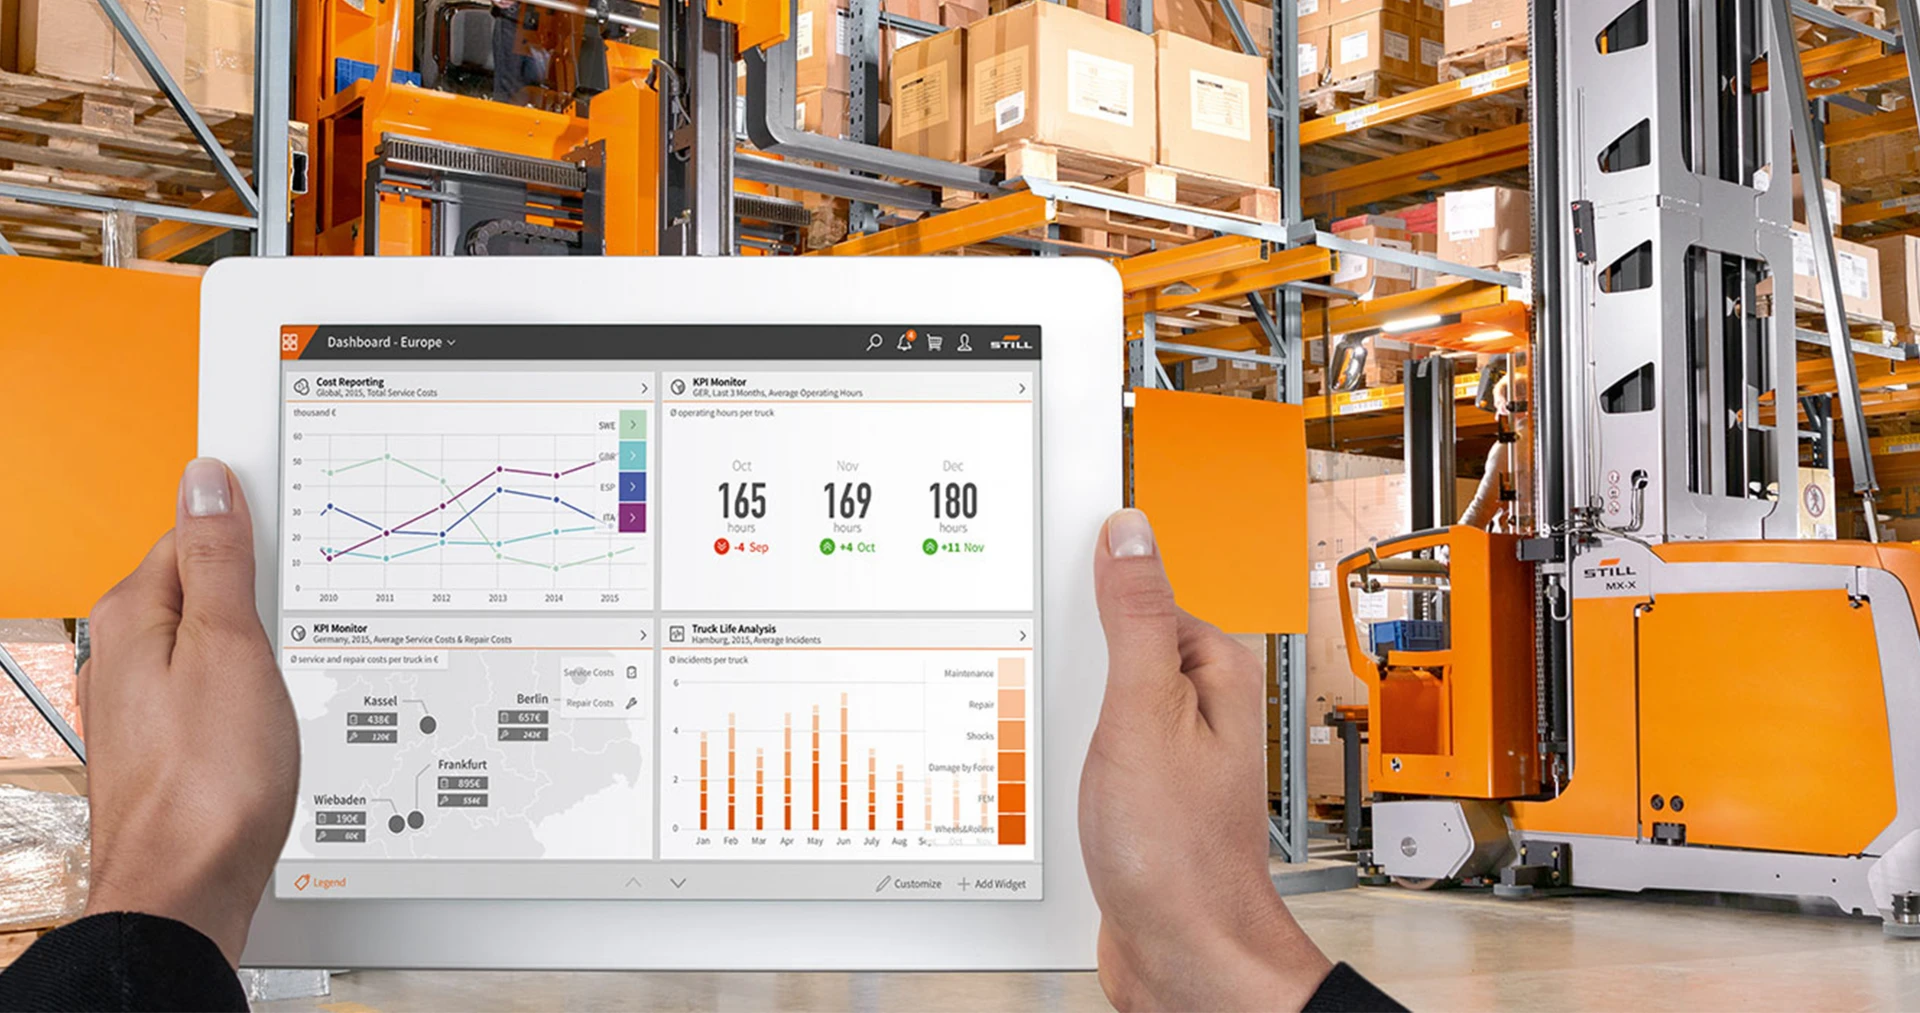 Dashboard - Europe
4
STILL
Cost Reporting
Global, 2015, Total Service Costs
thousand €
60
50
40
30
20
10
0
2010 2011 2012 2013 2014 2015
SWE
GBR
ESP
ITA
KPI Monitor
GER, Last 3 Months, Average Operating Hours
Ø operating hours per truck
Oct Nov Dec
165 169 180
hours hours hours
-4 Sep +4 Oct +11 Nov
KPI Monitor
Germany, 2015, Average Service Costs & Repair Costs
Ø service and repair costs per truck in €
Service Costs
Repair Costs
Kassel
438€
120€
Berlin
657€
243€
Frankfurt
895€
554€
Wiebaden
190€
60€
Truck Life Analysis
Hamburg, 2015, Average Incidents
Ø incidents per truck
6
4
2
0
Jan Feb Mar Apr May Jun July Aug Sep Oct Nov
Maintenance
Repair
Shocks
Damage by Force
FEM
Wheels&Rollers
Legend
Customize
Add Widget
STILL
MX-X